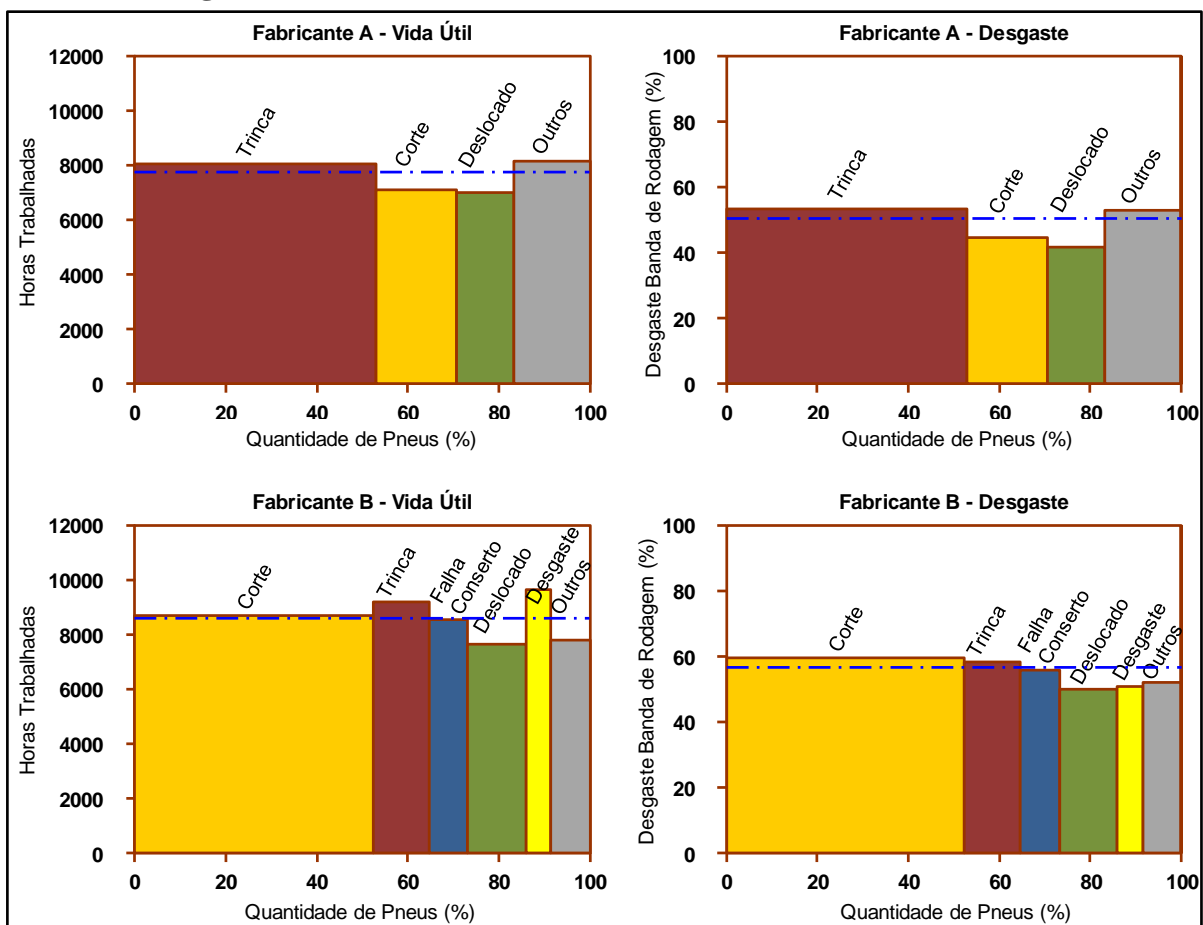 Fabricante A - Vida Útil
12000
10000
8000
6000
4000
2000
0
Horas Trabalhadas
Trinca
Corte
Deslocado
Outros
0 20 40 60 80 100
Quantidade de Pneus (%)
Fabricante A - Desgaste
100
80
60
40
20
0
Desgaste Banda de Rodagem (%)
Trinca
Corte
Deslocado
Outros
0 20 40 60 80 100
Quantidade de Pneus (%)
Fabricante B - Vida Útil
12000
10000
8000
6000
4000
2000
0
Horas Trabalhadas
Corte
Trinca
Falha
Conserto
Deslocado
Desgaste
Outros
0 20 40 60 80 100
Quantidade de Pneus (%)
Fabricante B - Desgaste
100
80
60
40
20
0
Desgaste Banda de Rodagem (%)
Corte
Trinca
Falha
Conserto
Deslocado
Desgaste
Outros
0 20 40 60 80 100
Quantidade de Pneus (%)